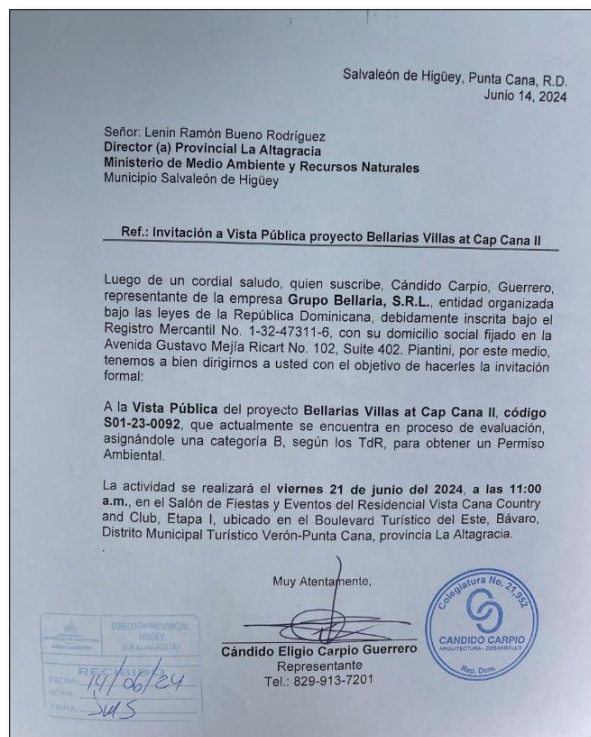 Salvaleón de Higüey, Punta Cana, R.D.
Junio 14, 2024
Señor: Lenin Ramón Bueno Rodríguez
Director (a) Provincial La Altagracia
Ministerio de Medio Ambiente y Recursos Naturales
Municipio Salvaleón de Higüey
Ref.: Invitación a Vista Pública proyecto Bellarias Villas at Cap Cana II
Luego de un cordial saludo, quien suscribe, Cándido Carpio, Guerrero,
representante de la empresa Grupo Bellaria, S.R.L., entidad organizada
bajo las leyes de la República Dominicana, debidamente inscrita bajo el
Registro Mercantil No. 1-32-47311-6, con su domicilio social fijado en la
Avenida Gustavo Mejía Ricart No. 102, Suite 402. Piantini, por este medio,
tenemos a bien dirigirnos a usted con el objetivo de hacerles la invitación
formal:
A la Vista Pública del proyecto Bellarias Villas at Cap Cana II, código
S01-23-0092, que actualmente se encuentra en proceso de evaluación,
asignándole una categoría B, según los TdR, para obtener un Permiso
Ambiental.
La actividad se realizará el viernes 21 de junio del 2024, a las 11:00
a.m., en el Salón de Fiestas y Eventos del Residencial Vista Cana Country
and Club, Etapa I, ubicado en el Boulevard Turístico del Este, Bávaro,
Distrito Municipal Turístico Verón-Punta Cana, provincia La Altagracia.
Muy Atentamente,
Cándido Eligio Carpio Guerrero
Representante
Tel.: 829-913-7201
Colegiatura No. 21,952
CANDIDO CARPIO
ARQUITECTURA - DESARROLLO
Rep. Dom.
DIRECCIÓN PROVINCIAL
HIGÜEY
(LA ALTAGRACIA)
MEDIO AMBIENTE
RECIBIDO
FECHA: 14/06/24
HORA:
FIRMA: